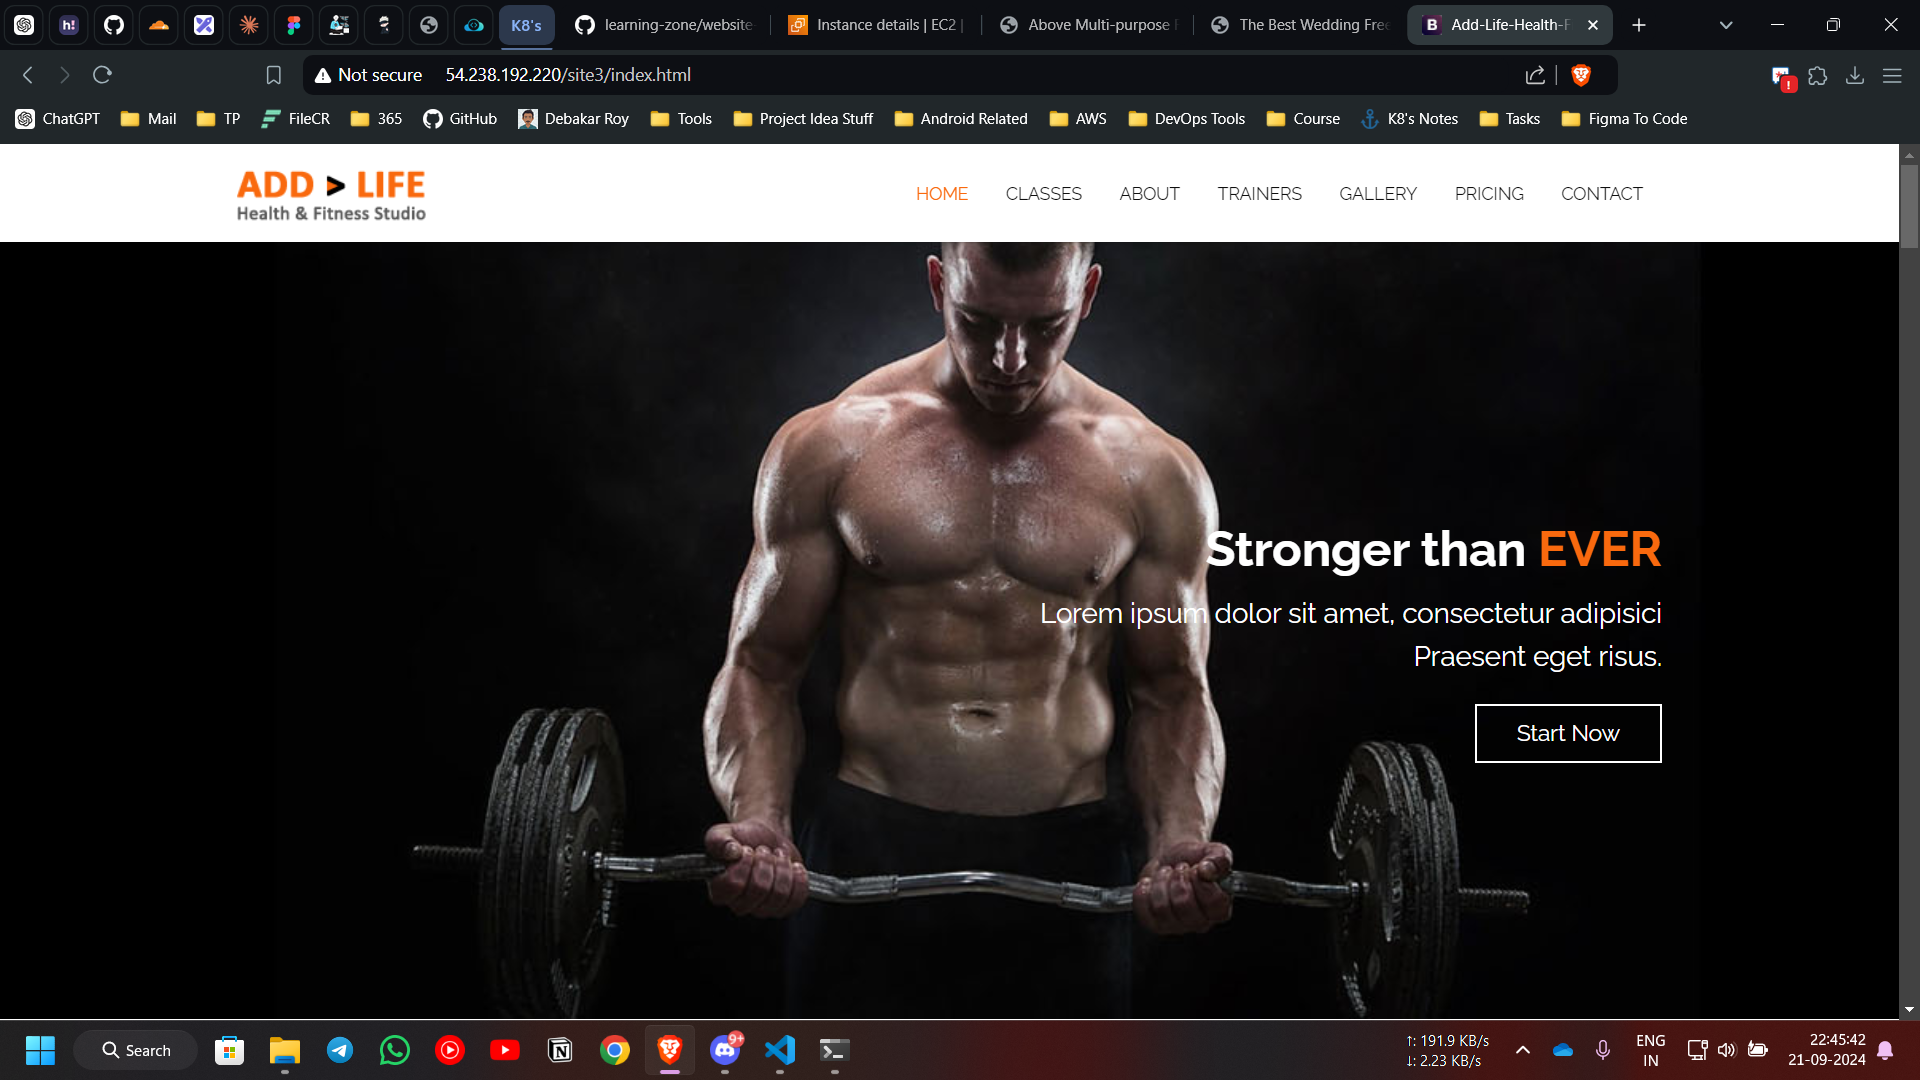 K8's
learning-zone/website
Instance details | EC2 |
Above Multi-purpose
The Best Wedding Free
Add-Life-Health-F
Not secure
54.238.192.220/site3/index.html
ChatGPT
Mail
TP
FileCR
365
GitHub
Debakar Roy
Tools
Project Idea Stuff
Android Related
AWS
DevOps Tools
Course
K8's Notes
Tasks
Figma To Code
ADD > LIFE
Health & Fitness Studio
HOME
CLASSES
ABOUT
TRAINERS
GALLERY
PRICING
CONTACT
Stronger than EVER
Lorem ipsum dolor sit amet, consectetur adipisici
Praesent eget risus.
Start Now
Search
9+
↑: 191.9 KB/s
↓: 2.23 KB/s
ENG
IN
22:45:42
21-09-2024